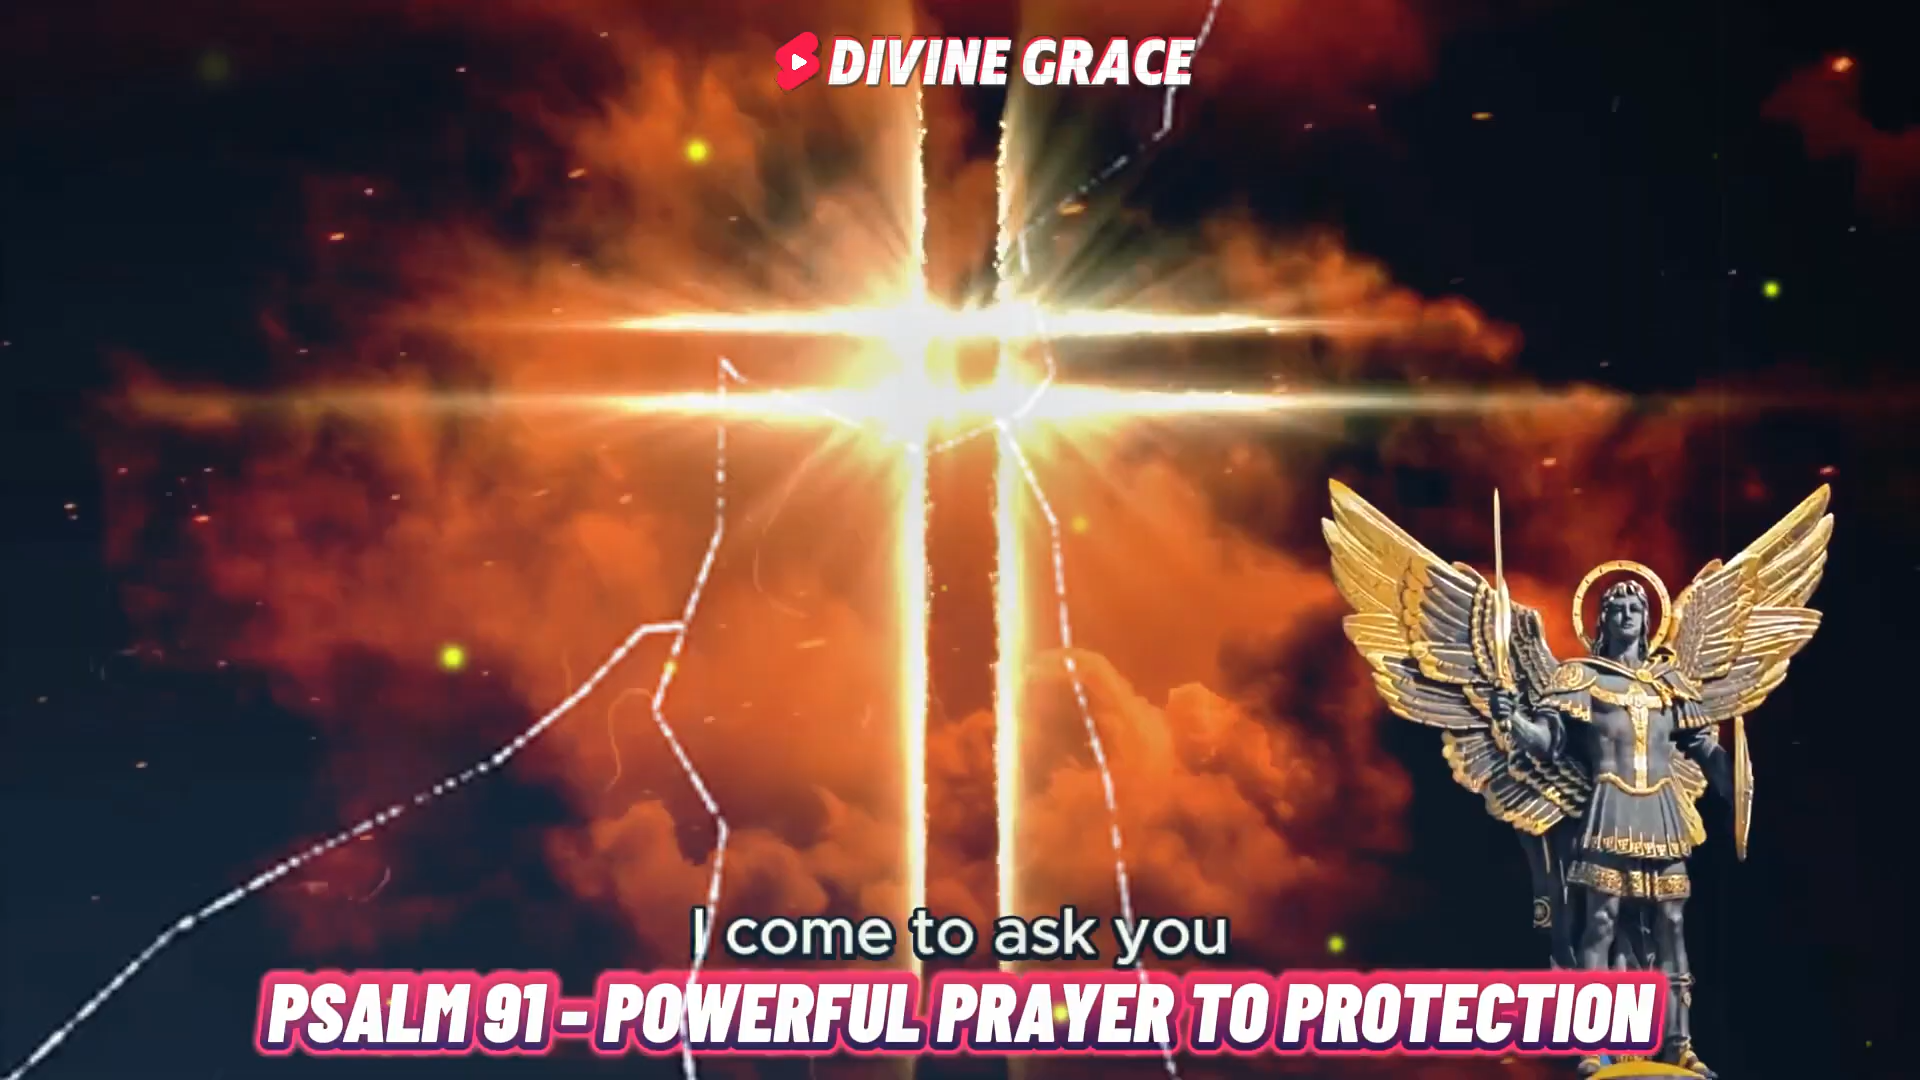 DIVINE GRACE
I come to ask you
PSALM 91 - POWERFUL PRAYER TO PROTECTION